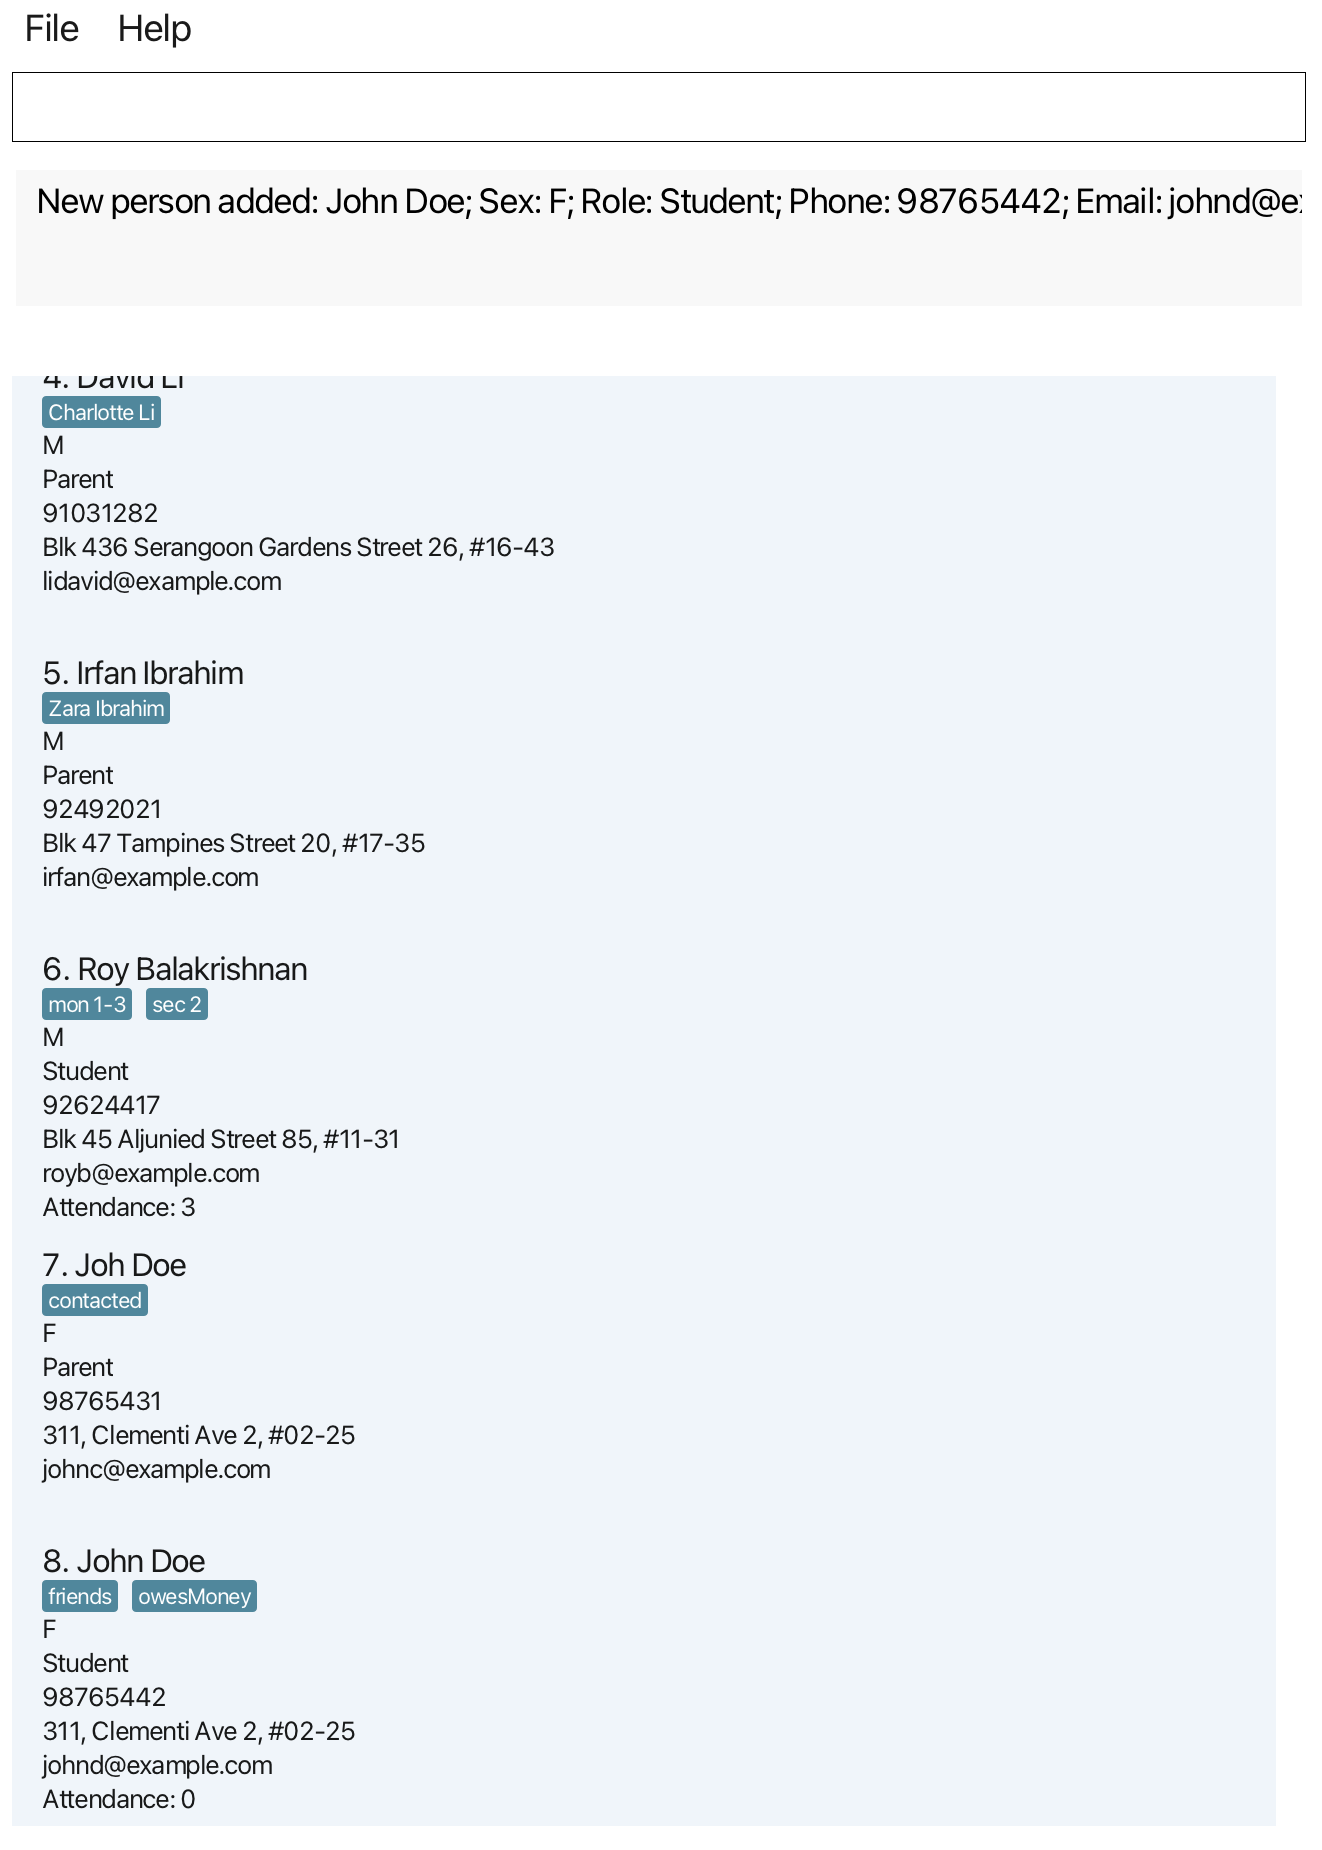 File Help
New person added: John Doe; Sex: F; Role: Student; Phone: 98765442; Email: johnd@ex
4. David Li
Charlotte Li
M
Parent
91031282
Blk 436 Serangoon Gardens Street 26, #16-43
lidavid@example.com
5. Irfan Ibrahim
Zara Ibrahim
M
Parent
92492021
Blk 47 Tampines Street 20, #17-35
irfan@example.com
6. Roy Balakrishnan
mon 1-3 sec 2
M
Student
92624417
Blk 45 Aljunied Street 85, #11-31
royb@example.com
Attendance: 3
7. Joh Doe
contacted
F
Parent
98765431
311, Clementi Ave 2, #02-25
johnc@example.com
8. John Doe
friends owesMoney
F
Student
98765442
311, Clementi Ave 2, #02-25
johnd@example.com
Attendance: 0